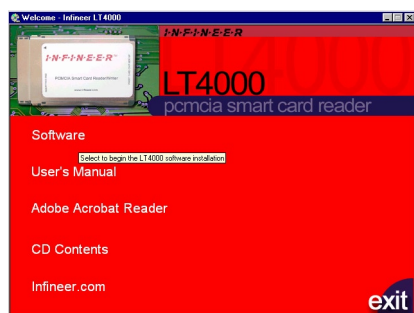 Welcome - Infineer LT4000
I·N·F·I·N·E·E·R
I·N·F·I·N·E·E·R™
PCMCIA Smart Card Reader/Writer
LT4000
pcmcia smart card reader
Software
Select to begin the LT4000 software installation
User's Manual
Adobe Acrobat Reader
CD Contents
Infineer.com
exit